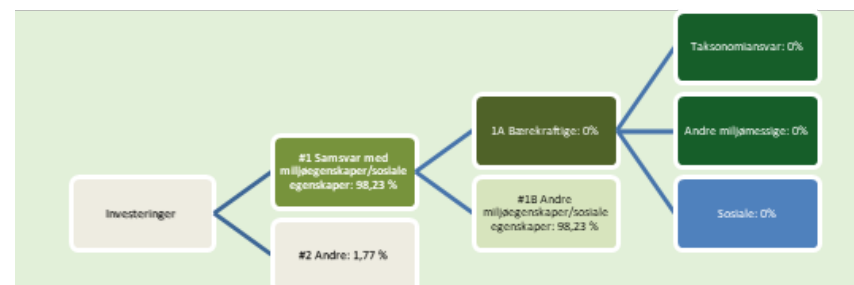 Taksonomiansvar: 0%
1A Bærekraftige: 0%
Andre miljømessige: 0%
#1 Samsvar med
miljøegenskaper/sosiale
egenskaper: 98,23 %
#1B Andre
miljøegenskaper/sosiale
egenskaper: 98,23 %
Investeringer
Sosiale: 0%
#2 Andre: 1,77 %